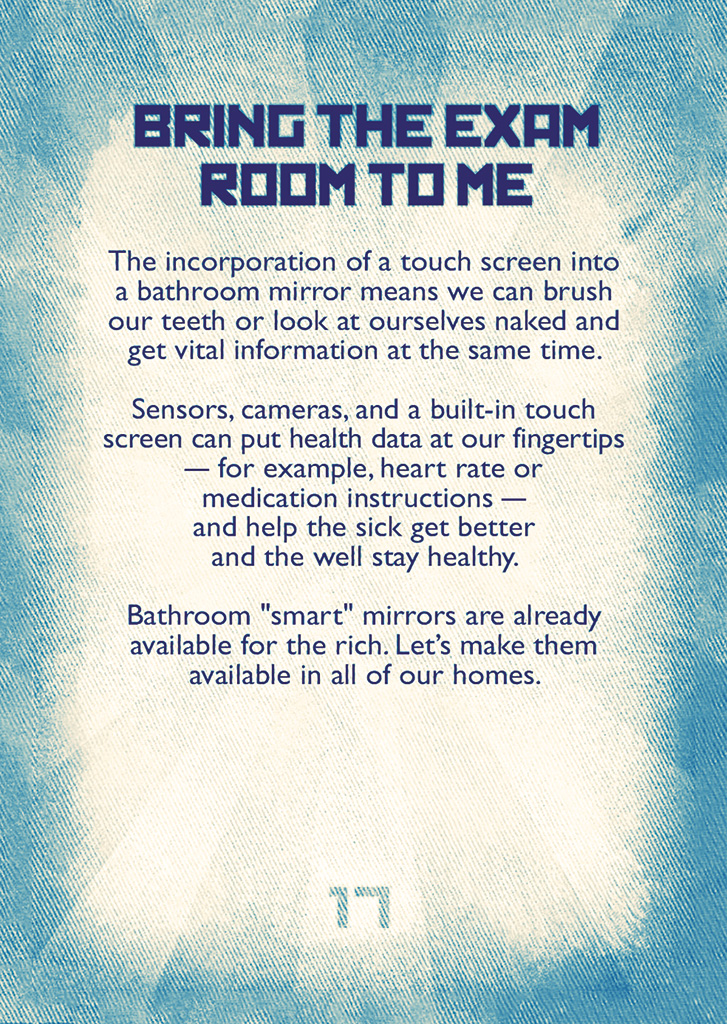 BRING THE EXAM
ROOM TO ME
The incorporation of a touch screen into
a bathroom mirror means we can brush
our teeth or look at ourselves naked and
get vital information at the same time.
Sensors, cameras, and a built-in touch
screen can put health data at our fingertips
— for example, heart rate or
medication instructions —
and help the sick get better
and the well stay healthy.
Bathroom "smart" mirrors are already
available for the rich. Let’s make them
available in all of our homes.
17